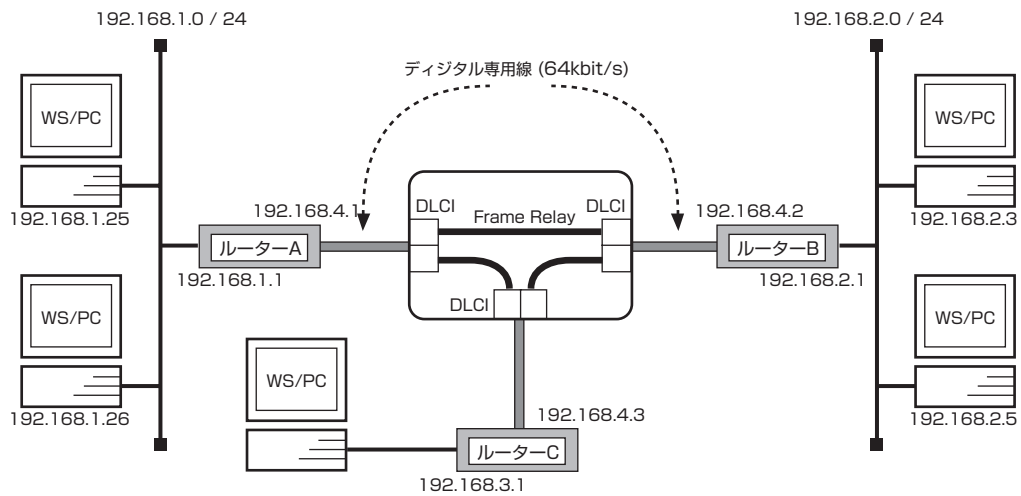 192.168.1.0 / 24
192.168.2.0 / 24
ディジタル専用線 (64kbit/s)
WS/PC
WS/PC
192.168.1.25
192.168.4.1
DLCI
Frame Relay
DLCI
192.168.4.2
192.168.2.3
ルーターA
ルーターB
192.168.1.1
192.168.2.1
DLCI
WS/PC
WS/PC
WS/PC
192.168.1.26
192.168.4.3
192.168.2.5
ルーターC
192.168.3.1